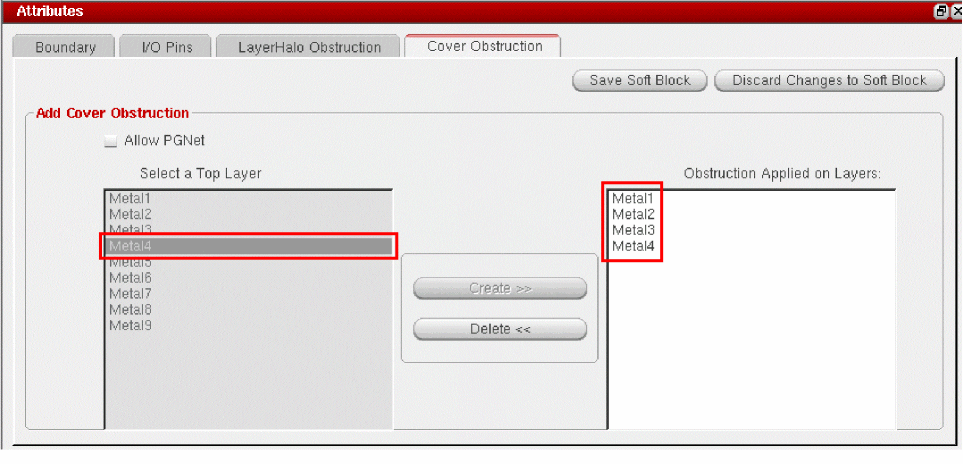 Attributes
Boundary
I/O Pins
LayerHalo Obstruction
Cover Obstruction
Save Soft Block
Discard Changes to Soft Block
Add Cover Obstruction
Allow PGNet
Select a Top Layer
Metal1
Metal2
Metal3
Metal4
Metal5
Metal6
Metal7
Metal8
Metal9
Create >>
Delete <<
Obstruction Applied on Layers:
Metal1
Metal2
Metal3
Metal4